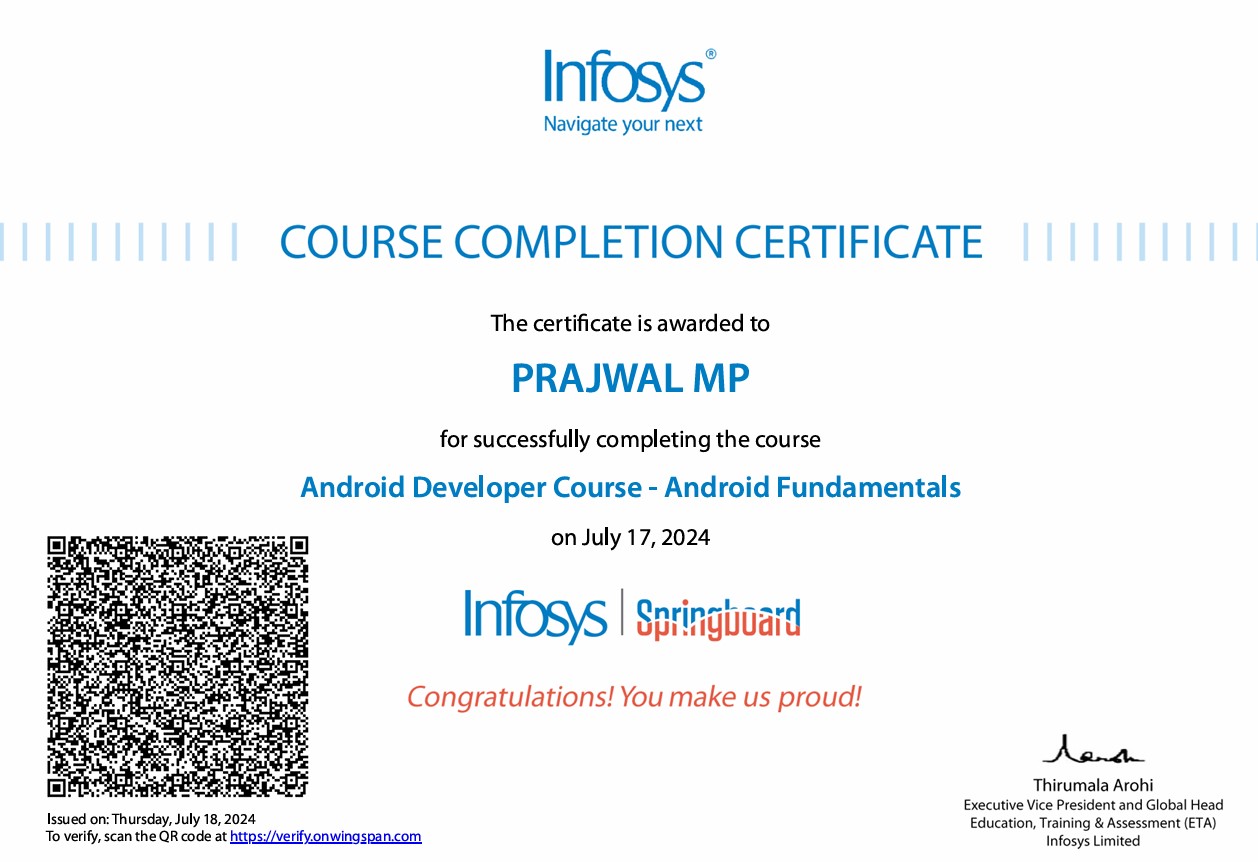 Infosys®
Navigate your next
COURSE COMPLETION CERTIFICATE
The certificate is awarded to
PRAJWAL MP
for successfully completing the course
Android Developer Course - Android Fundamentals
on July 17, 2024
Infosys | Springboard
Congratulations! You make us proud!
Issued on: Thursday, July 18, 2024
To verify, scan the QR code at https://verify.onwingspan.com
Thirumala Arohi
Executive Vice President and Global Head
Education, Training & Assessment (ETA)
Infosys Limited